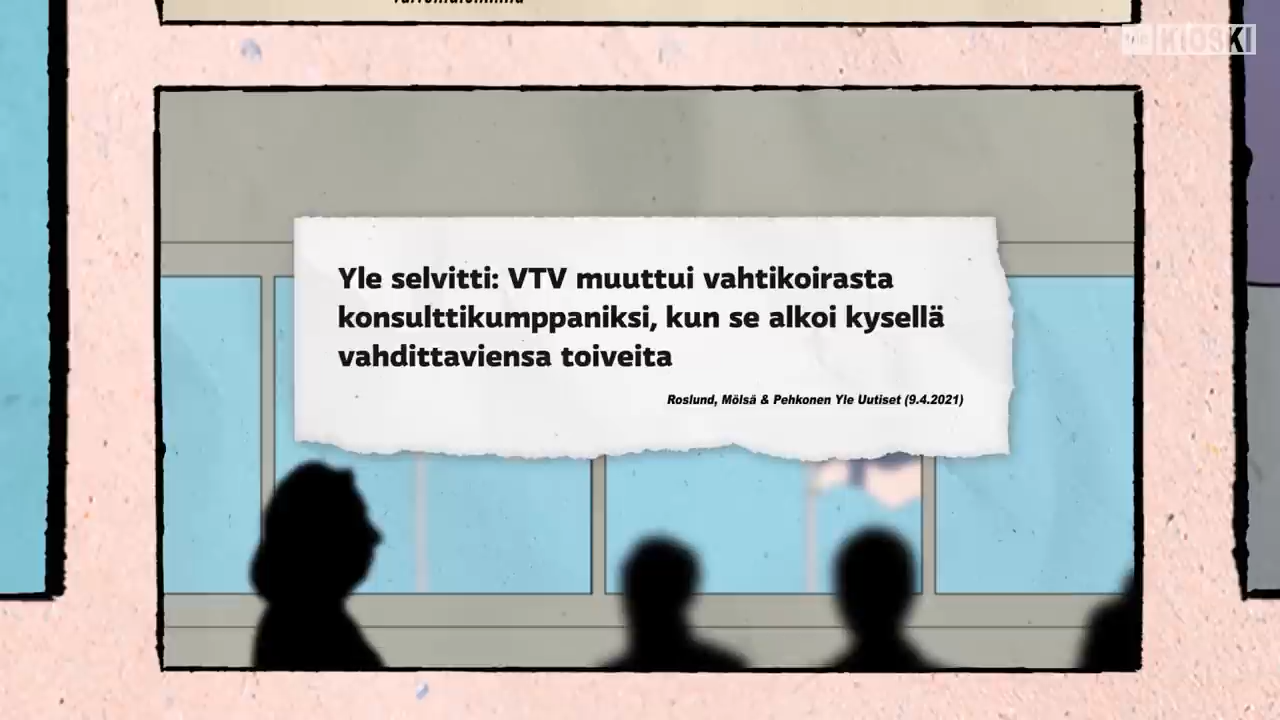 yle KIOSKI
Yle selvitti: VTV muuttui vahtikoirasta
konsulttikumppaniksi, kun se alkoi kysellä
vahdittaviensa toiveita
Roslund, Mölsä & Pehkonen Yle Uutiset (9.4.2021)